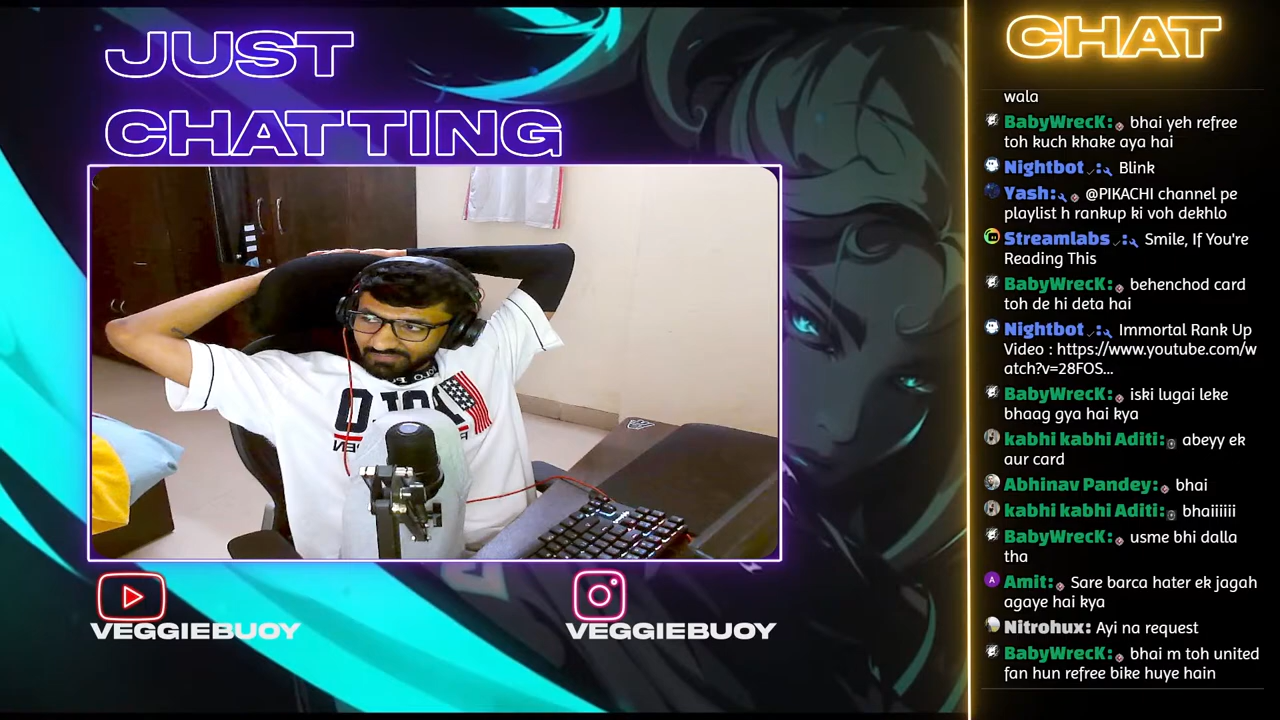 JUST
CHATTING
VEGGIEBUOY
VEGGIEBUOY
CHAT
wala
BabyWrecK: bhai yeh refree
toh kuch khake aya hai
Nightbot : Blink
Yash: @PIKACHI channel pe
playlist h rankup ki voh dekhlo
Streamlabs : Smile, If You're
Reading This
BabyWrecK: behenchod card
toh de hi deta hai
Nightbot : Immortal Rank Up
Video : https://www.youtube.com/w
atch?v=28FOS...
BabyWrecK: iski lugai leke
bhaag gya hai kya
kabhi kabhi Aditi: abeyy ek
aur card
Abhinav Pandey: bhai
kabhi kabhi Aditi: bhaiiiiii
BabyWrecK: usme bhi dalla
tha
A Amit: Sare barca hater ek jagah
agaye hai kya
Nitrohux: Ayi na request
BabyWrecK: bhai m toh united
fan hun refree bike huye hain